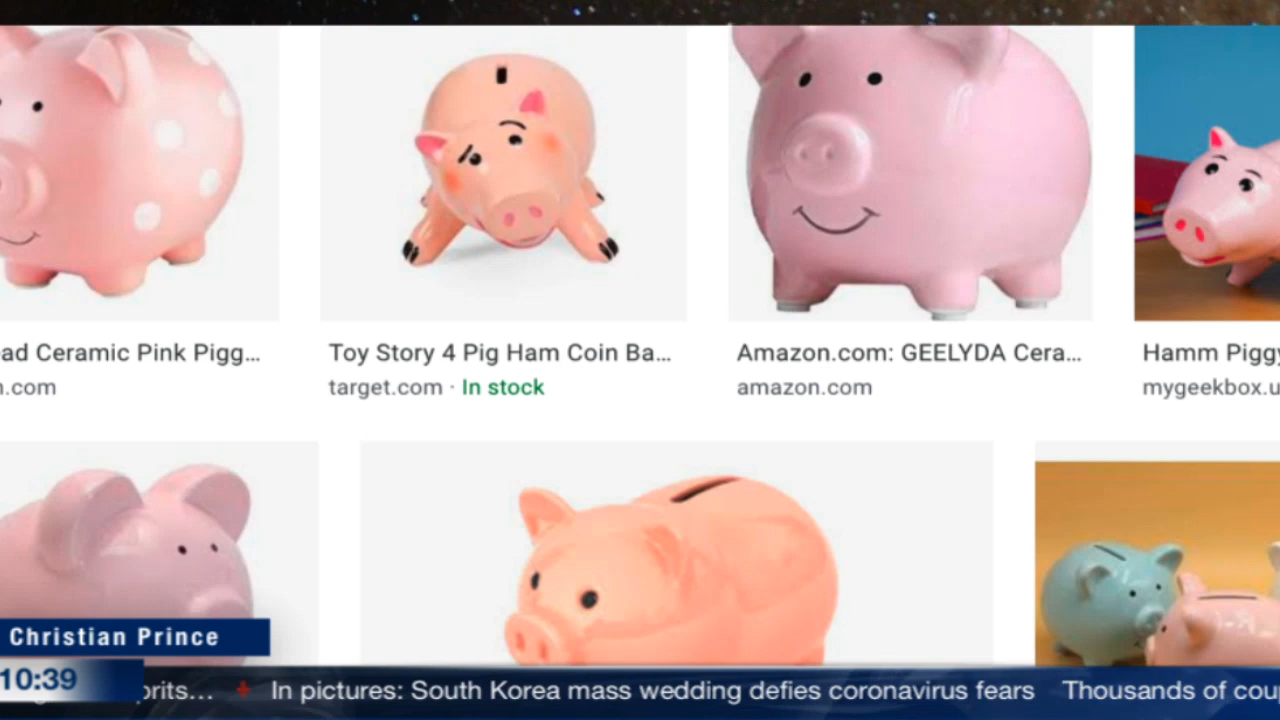 ad Ceramic Pink Pigg...
.com
Toy Story 4 Pig Ham Coin Ba...
target.com · In stock
Amazon.com: GEELYDA Cera...
amazon.com
Hamm Piggy
mygeekbox.u
Christian Prince
10:39
rits... In pictures: South Korea mass wedding defies coronavirus fears Thousands of cou